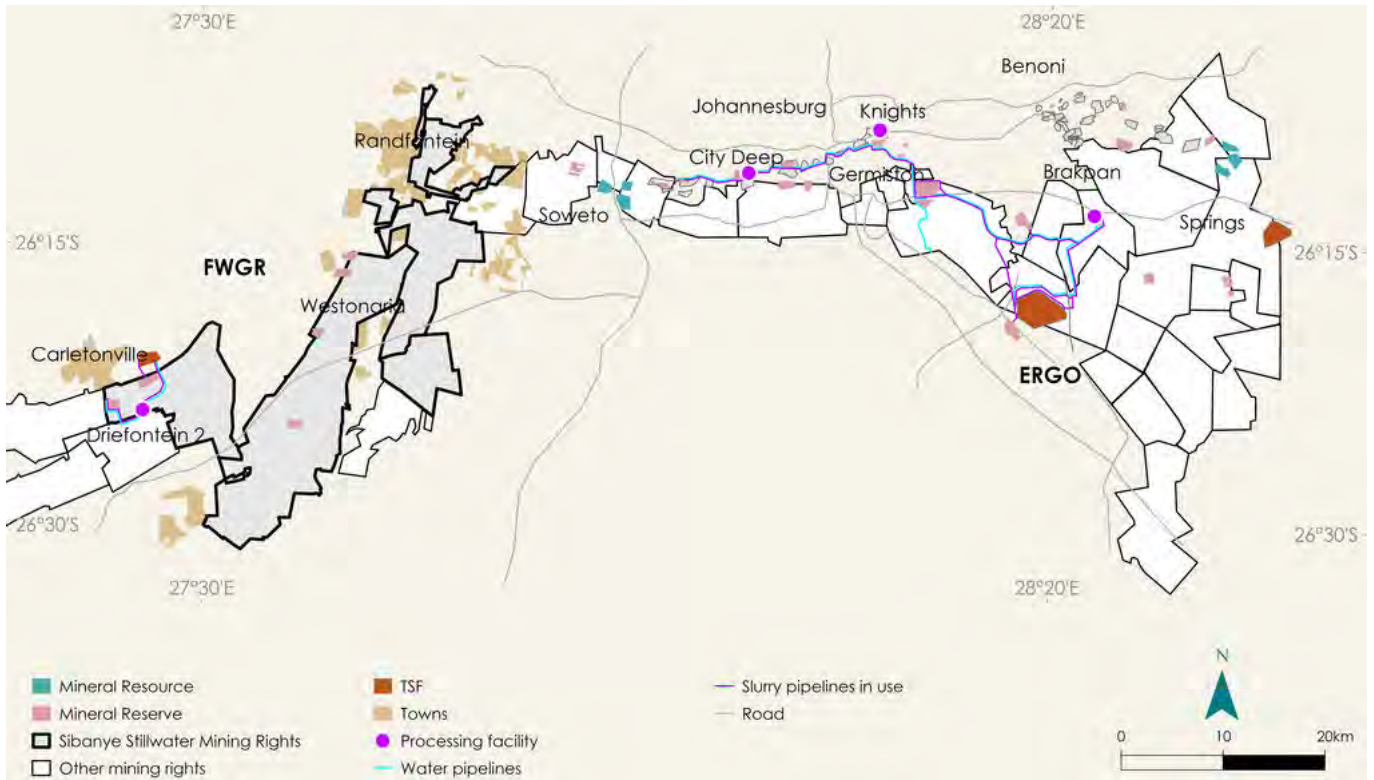 27°30'E
28°20'E
Benoni
Johannesburg
Knights
Randfontein
City Deep
Germiston
Brakpan
Soweto
Springs
26°15'S
26°15'S
FWGR
Westonaria
Carletonville
ERGO
Driefontein 2
26°30'S
26°30'S
27°30'E
28°20'E
N
Mineral Resource
TSF
Slurry pipelines in use
Mineral Reserve
Towns
Road
Sibanye Stillwater Mining Rights
Processing facility
0 10 20km
Other mining rights
Water pipelines